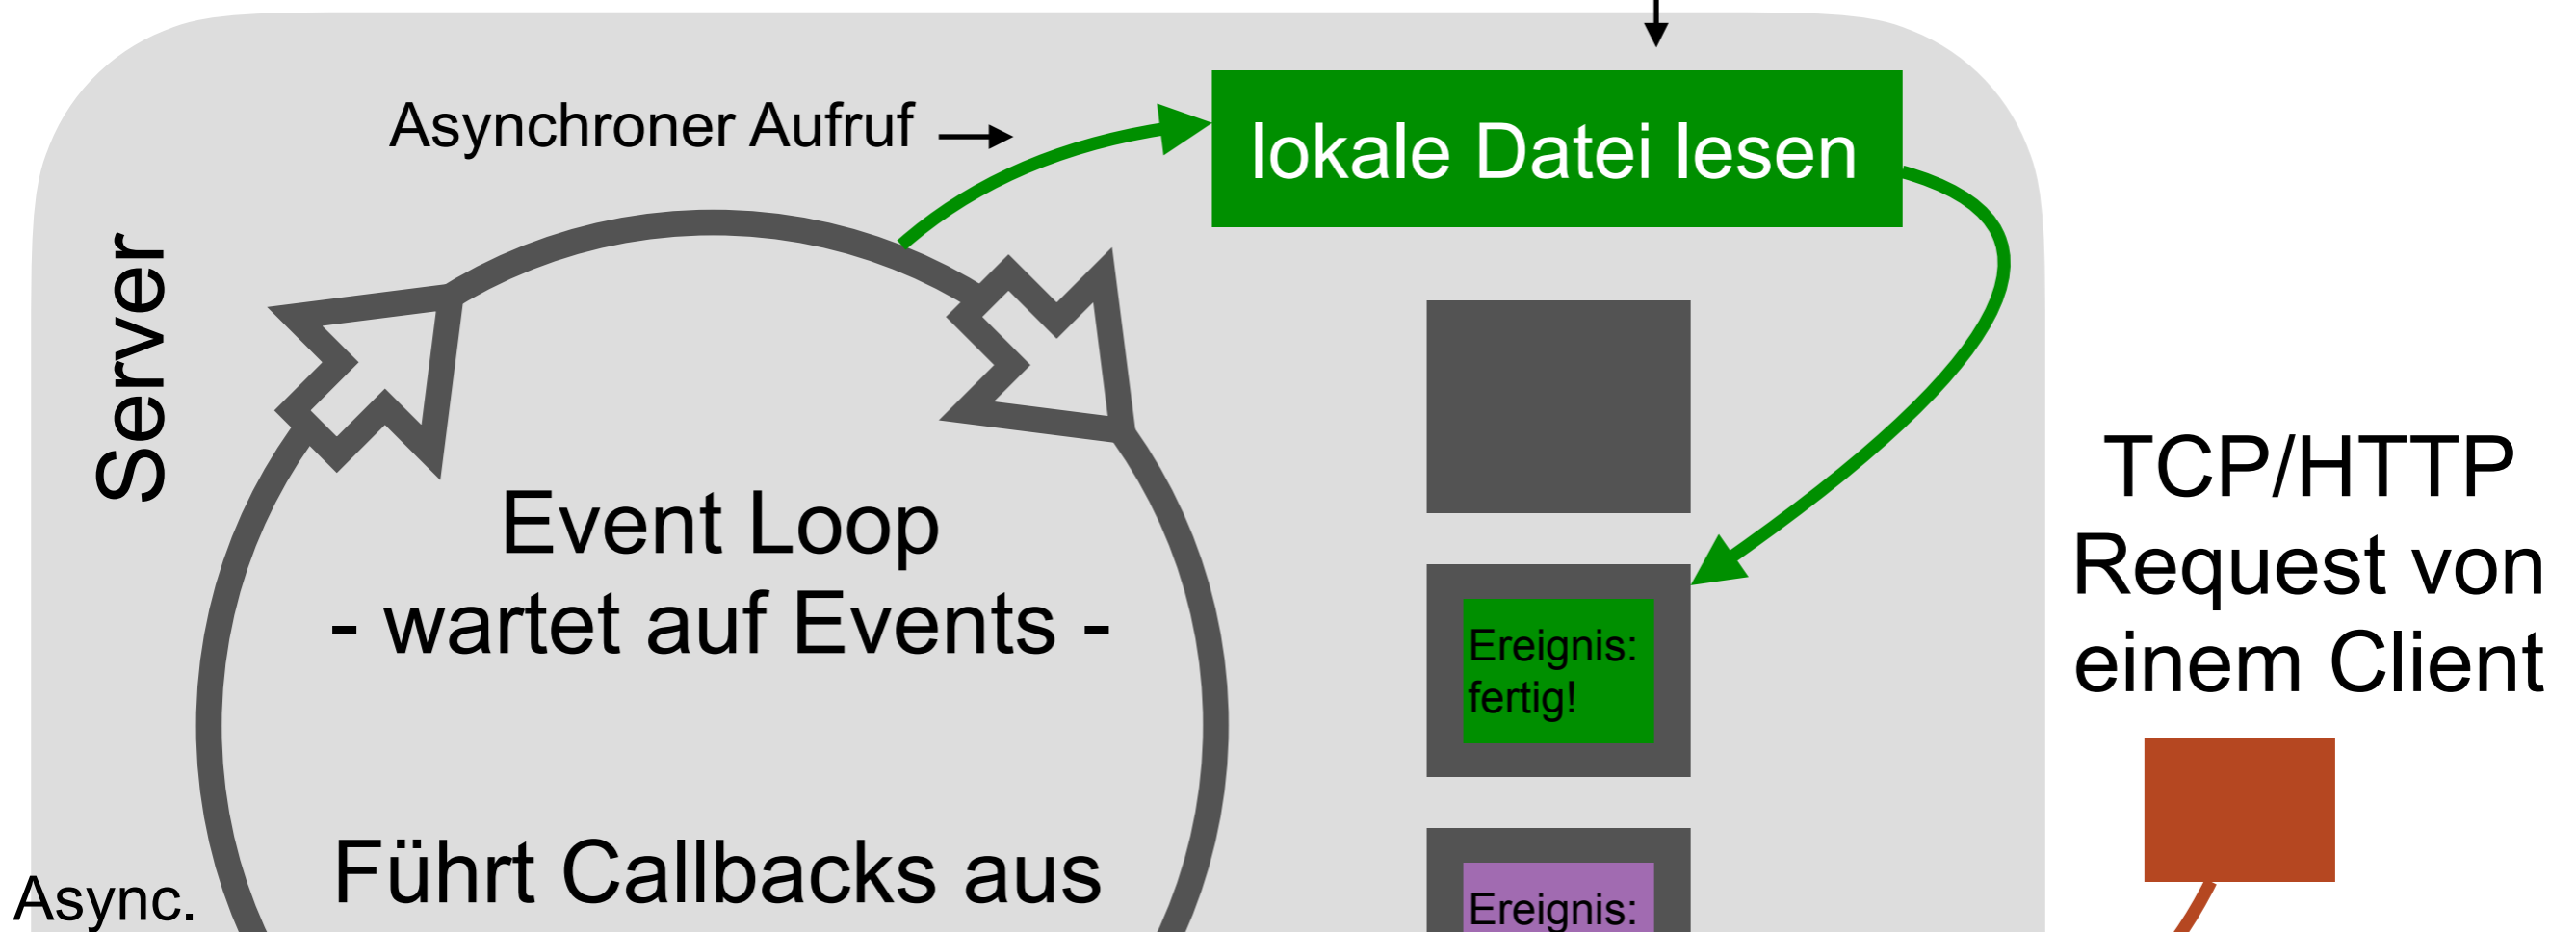 Asynchroner Aufruf
lokale Datei lesen
Server
Event Loop
- wartet auf Events -
Führt Callbacks aus
Async.
Ereignis:
fertig!
Ereignis:
TCP/HTTP
Request von
einem Client